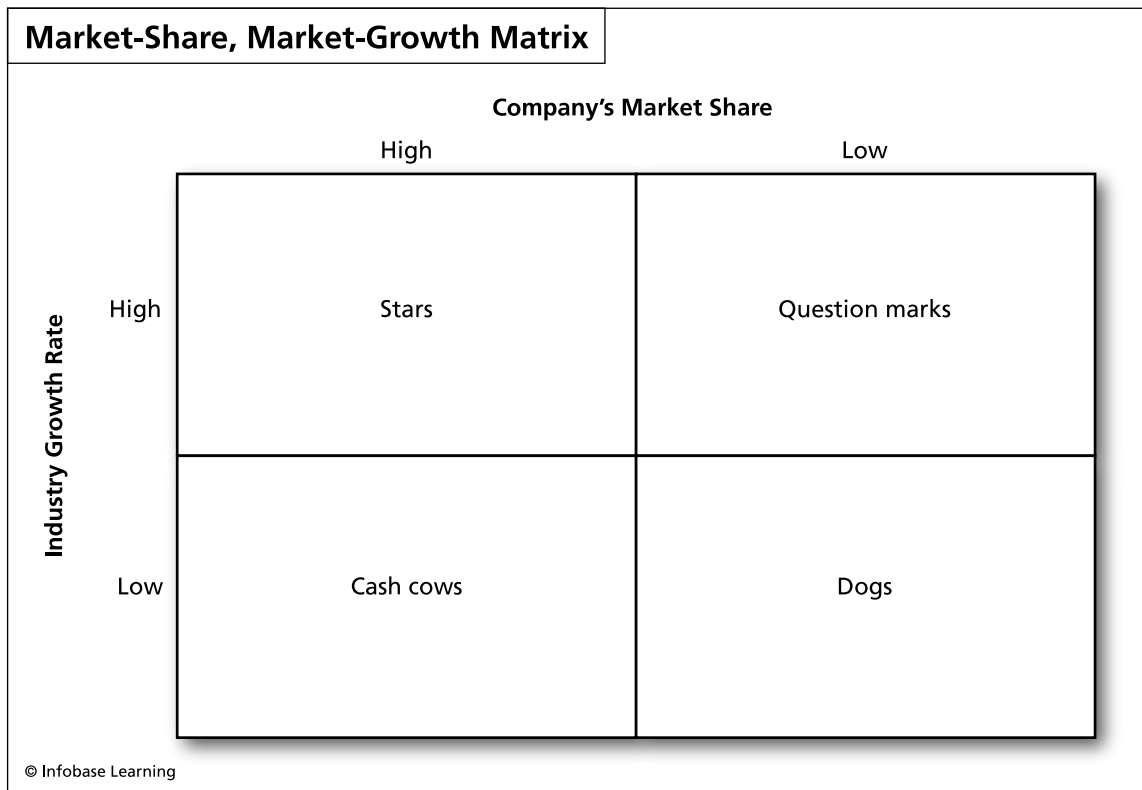 Market-Share, Market-Growth Matrix
Company’s Market Share
High
Low
Industry Growth Rate
High
Stars
Question marks
Low
Cash cows
Dogs
© Infobase Learning